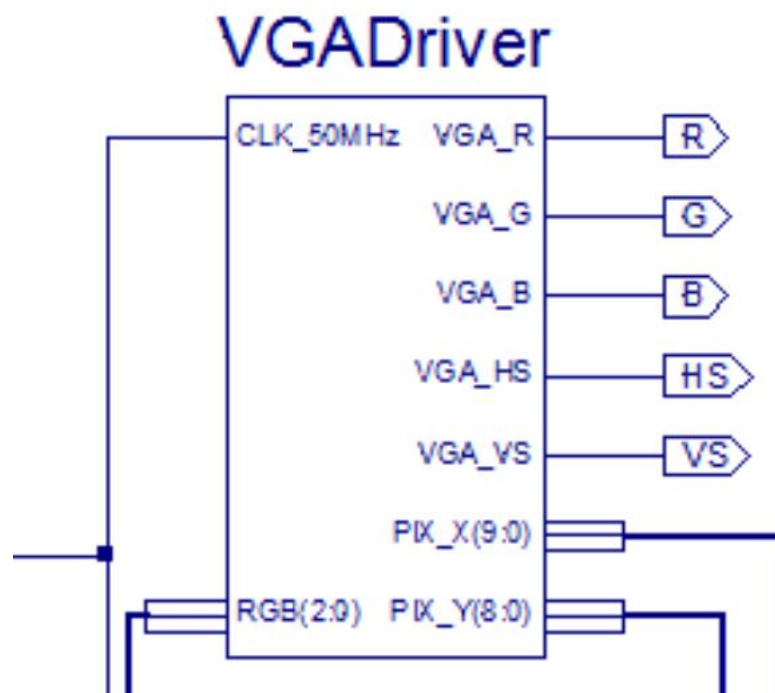 VGADriver
CLK_50MHz VGA_R R
VGA_G G
VGA_B B
VGA_HS HS
VGA_VS VS
PIX_X(9:0)
RGB(2:0) PIX_Y(8:0)